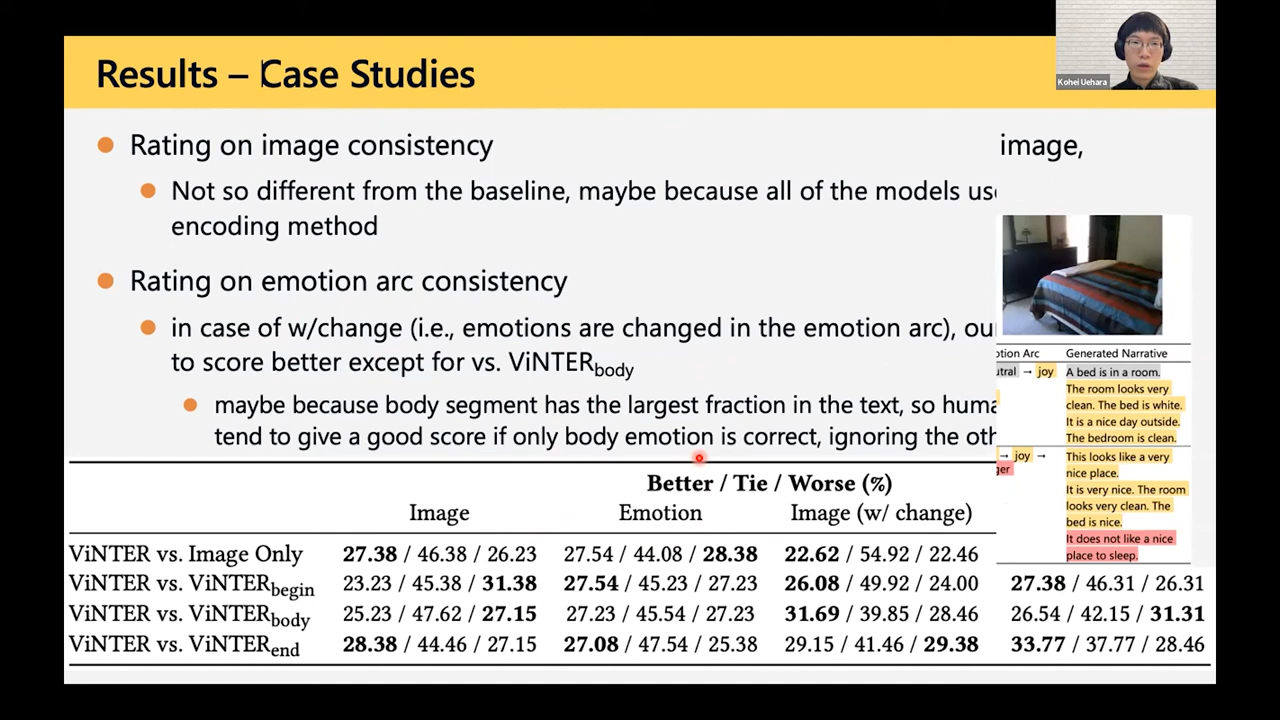 Results – Case Studies
Kohei Uehara
Rating on image consistency
image,
Not so different from the baseline, maybe because all of the models
encoding method
Rating on emotion arc consistency
in case of w/change (i.e., emotions are changed in the emotion arc),
to score better except for vs. ViNTERbody
maybe because body segment has the largest fraction in the text, so
tend to give a good score if only body emotion is correct, ignoring the
Arc Generated Narrative
→ joy A bed is in a room.
The room looks very
clean. The bed is white.
It is a nice day outside.
The bedroom is clean.
→ joy → This looks like a very
nice place.
It is very nice. The room
looks very clean. The
bed is nice.
It does not like a nice
place to sleep.
Better / Tie / Worse (%)
Image Emotion Image (w/ change)
ViNTER vs. Image Only 27.38 / 46.38 / 26.23 27.54 / 44.08 / 28.38 22.62 / 54.92 / 22.46
ViNTER vs. ViNTERbegin 23.23 / 45.38 / 31.38 27.54 / 45.23 / 27.23 26.08 / 49.92 / 24.00 27.38 / 46.31 / 26.31
ViNTER vs. ViNTERbody 25.23 / 47.62 / 27.15 27.23 / 45.54 / 27.23 31.69 / 39.85 / 28.46 26.54 / 42.15 / 31.31
ViNTER vs. ViNTERend 28.38 / 44.46 / 27.15 27.08 / 47.54 / 25.38 29.15 / 41.46 / 29.38 33.77 / 37.77 / 28.46